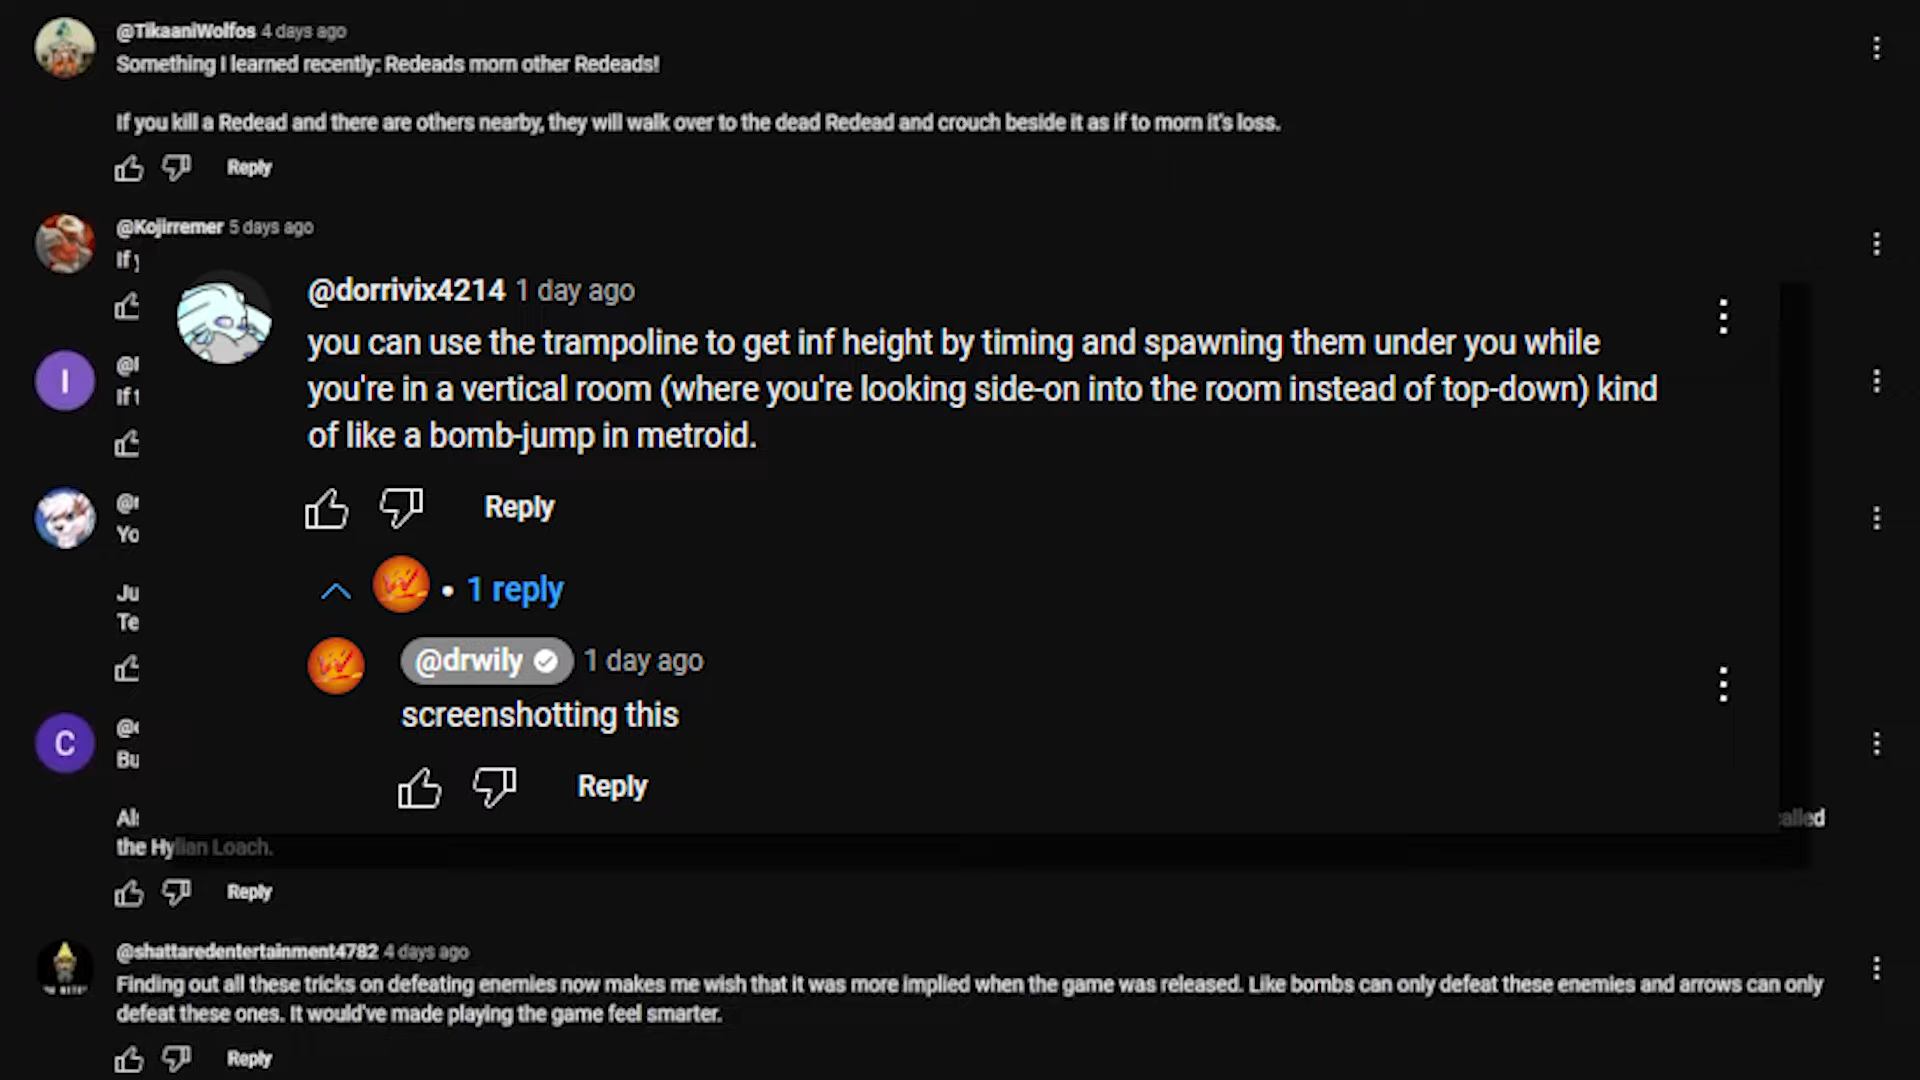 @TikaaniWolfos 4 days ago
Something I learned recently: Redeads morn other Redeads!
If you kill a Redead and there are others nearby, they will walk over to the dead Redead and crouch beside it as if to morn it's loss.
Reply
@Kojirremer 5 days ago
If
@dorrivix4214 1 day ago
you can use the trampoline to get inf height by timing and spawning them under you while
you're in a vertical room (where you're looking side-on into the room instead of top-down) kind
of like a bomb-jump in metroid.
Reply
• 1 reply
@drwily 1 day ago
screenshotting this
Reply
I
If
Yo
Ju
Te
C
Bu
the Hylian Loach.
Reply
@shattaredentertainment4782 4 days ago
Finding out all these tricks on defeating enemies now makes me wish that it was more implied when the game was released. Like bombs can only defeat these enemies and arrows can only
defeat these ones. It would've made playing the game feel smarter.
Reply